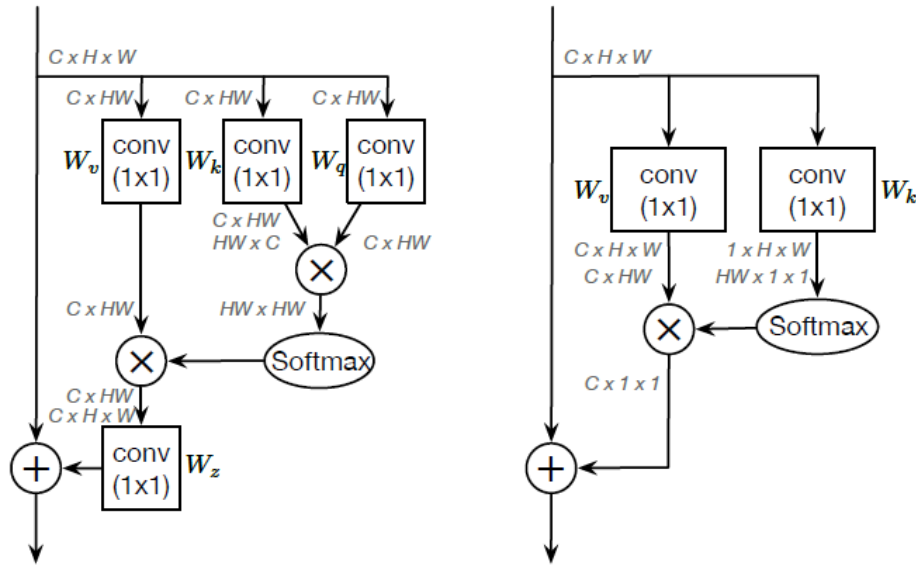 C x H x W
C x HW
C x HW
C x HW
W_v
conv
(1x1)
W_k
conv
(1x1)
W_q
conv
(1x1)
C x HW
HW x C
C x HW
×
HW x HW
C x HW
×
Softmax
C x HW
C x H x W
conv
(1x1)
W_z
+
C x H x W
W_v
conv
(1x1)
conv
(1x1)
W_k
C x H x W
C x HW
1 x H x W
HW x 1 x 1
×
Softmax
C x 1 x 1
+